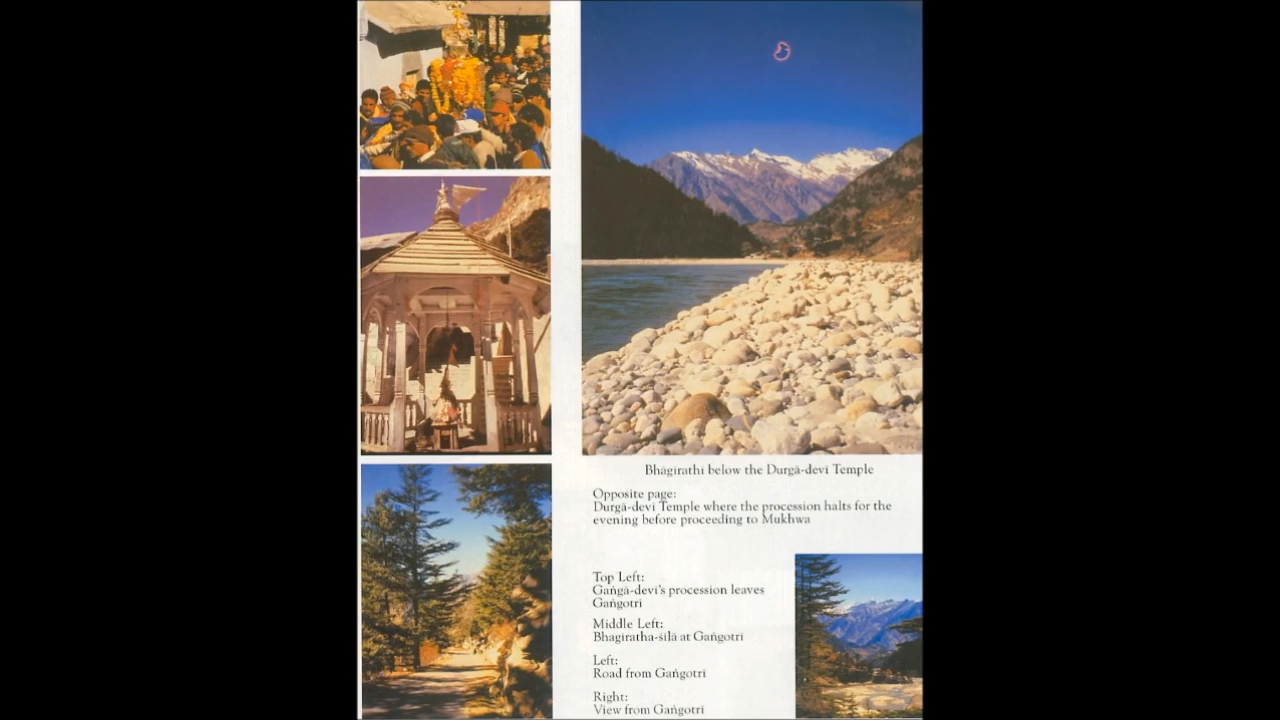 Bhāgīrathī below the Durgā-devī Temple
Opposite page:
Durgā-devī Temple where the procession halts for the
evening before proceeding to Mukhwa
Top Left:
Gaṅgā-devī's procession leaves
Gaṅgotrī
Middle Left:
Bhagīratha-śilā at Gaṅgotrī
Left:
Road from Gaṅgotrī
Right:
View from Gaṅgotrī